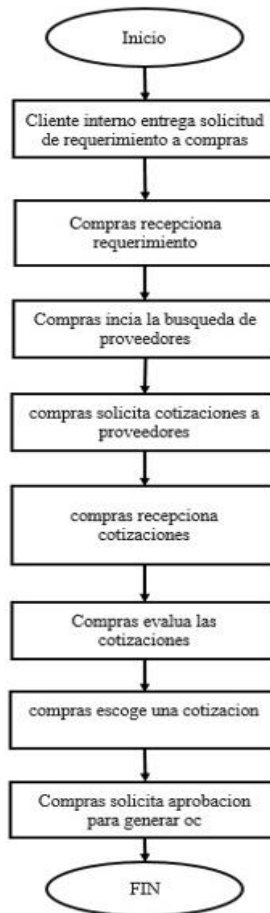 Inicio
Cliente interno entrega solicitud
de requerimiento a compras
Compras recepciona
requerimiento
Compras incia la busqueda de
proveedores
compras solicita cotizaciones a
proveedores
compras recepciona
cotizaciones
Compras evalua las
cotizaciones
compras escoge una cotizacion
Compras solicita aprobacion
para generar oc
FIN